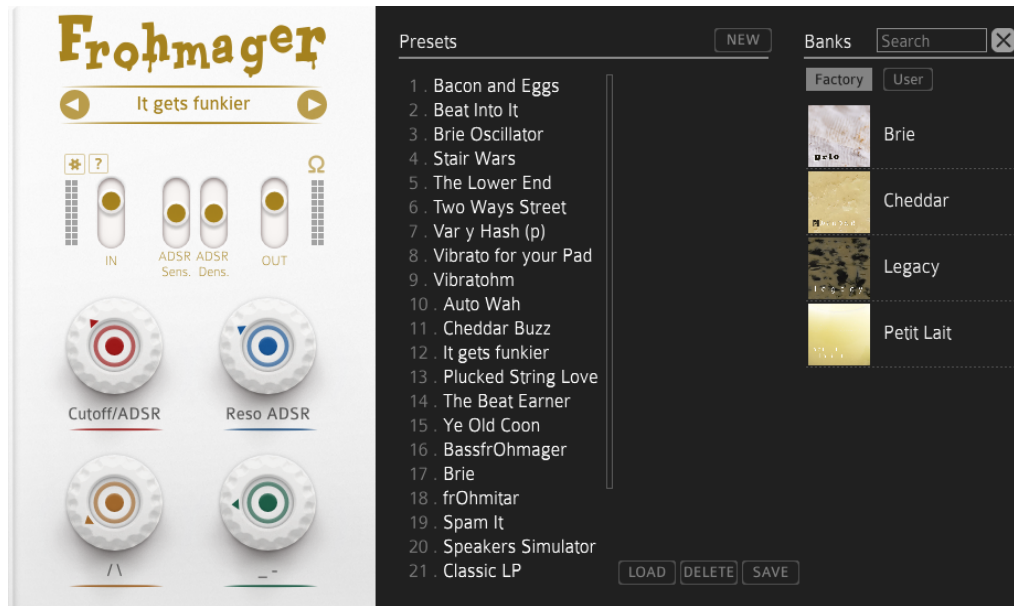 Frohmager
It gets funkier
?
Ω
IN
ADSR Sens.
ADSR Dens.
OUT
Cutoff/ADSR
Reso ADSR
/\
_ -
Presets
NEW
1 . Bacon and Eggs
2 . Beat Into It
3 . Brie Oscillator
4 . Stair Wars
5 . The Lower End
6 . Two Ways Street
7 . Var y Hash (p)
8 . Vibrato for your Pad
9 . Vibratohm
10 . Auto Wah
11 . Cheddar Buzz
12 . It gets funkier
13 . Plucked String Love
14 . The Beat Earner
15 . Ye Old Coon
16 . BassfrOhmager
17 . Brie
18 . frOhmitar
19 . Spam It
20 . Speakers Simulator
21 . Classic LP
LOAD
DELETE
SAVE
Banks
Search
Factory
User
Brie
Cheddar
Legacy
Legacy
Petit Lait